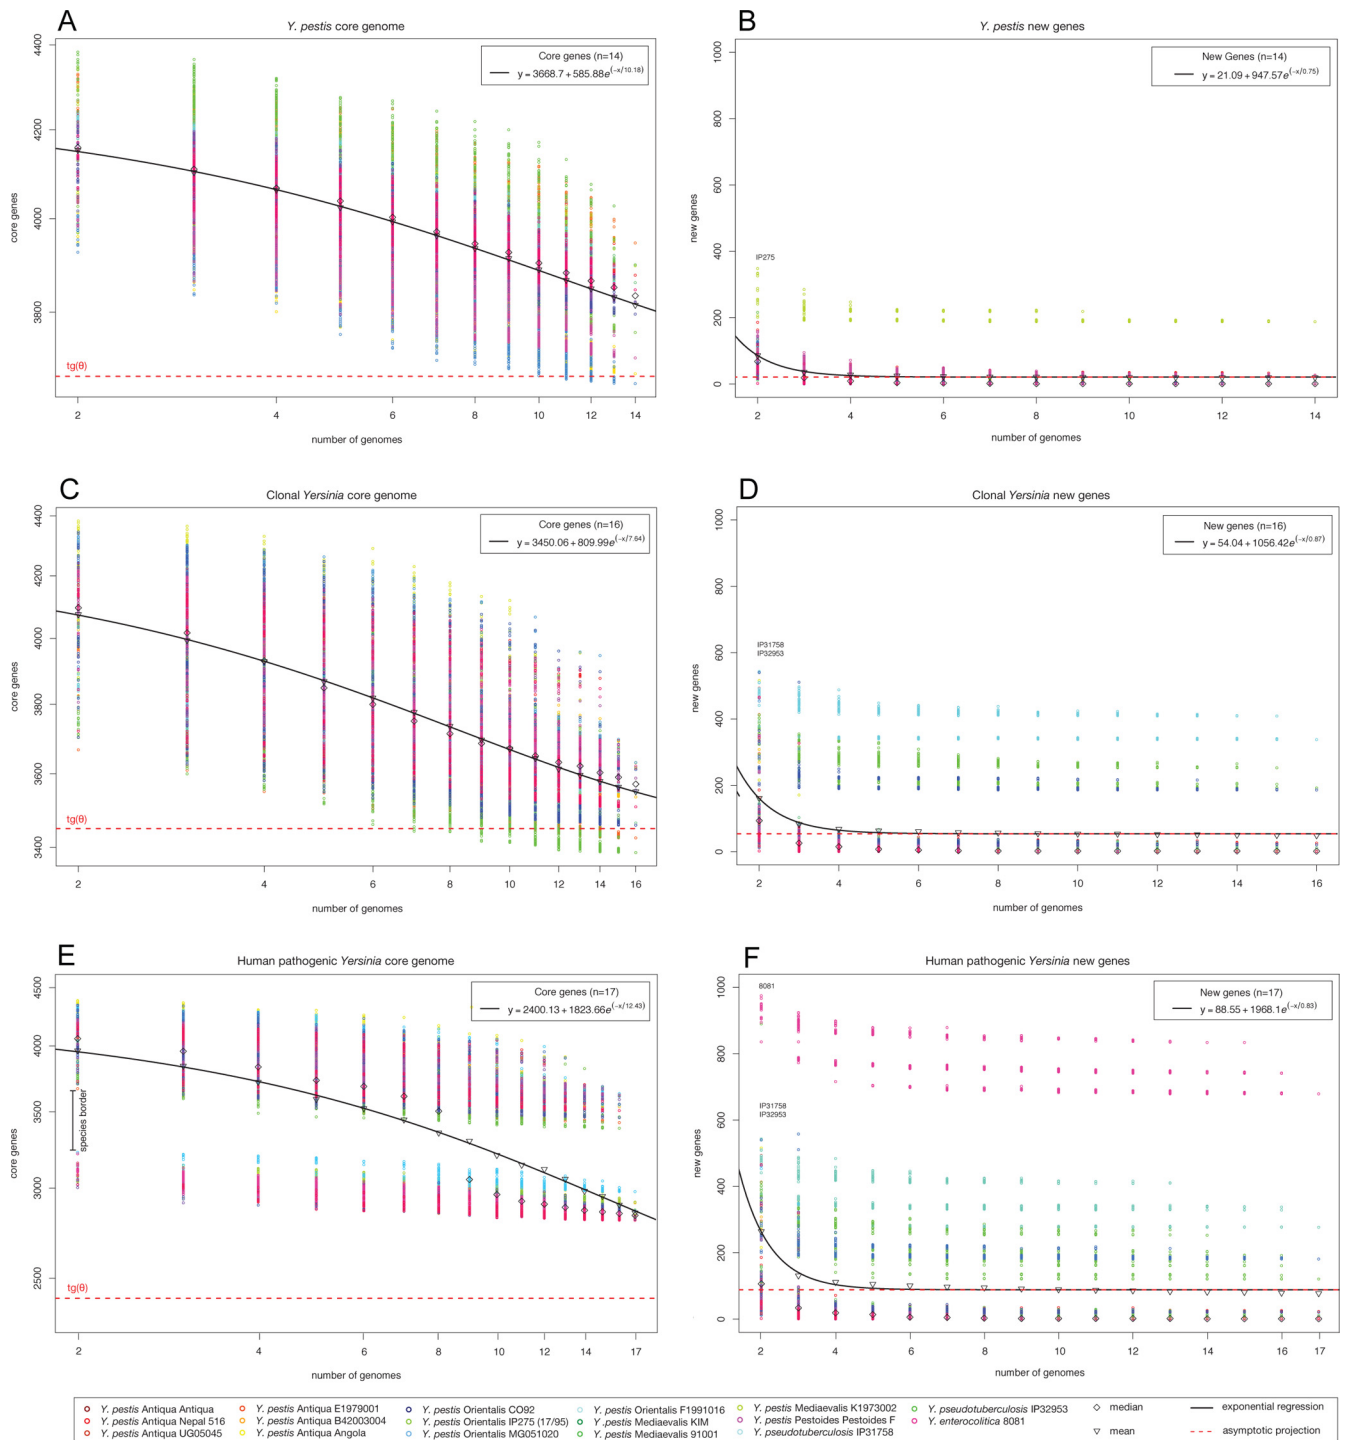 A
Y. pestis core genome
Core genes (n=14)
y = 3668.7 + 585.88e(−x/10.18)
4400
4200
4000
3800
core genes
tg(θ)
2 4 6 8 10 12 14
number of genomes
B
Y. pestis new genes
New Genes (n=14)
y = 21.09 + 947.57e(−x/0.75)
1000
800
600
400
200
0
new genes
IP275
2 4 6 8 10 12 14
number of genomes
C
Clonal Yersinia core genome
Core genes (n=16)
y = 3450.06 + 809.99e(−x/7.64)
4400
4200
4000
3800
3600
3400
core genes
tg(θ)
2 4 6 8 10 12 14 16
number of genomes
D
Clonal Yersinia new genes
New genes (n=16)
y = 54.04 + 1056.42e(−x/0.87)
1000
800
600
400
200
0
new genes
IP31758
IP32953
2 4 6 8 10 12 14 16
number of genomes
E
Human pathogenic Yersinia core genome
Core genes (n=17)
y = 2400.13 + 1823.66e(−x/12.43)
4500
4000
3500
3000
2500
core genes
species border
tg(θ)
2 4 6 8 10 12 14 17
number of genomes
F
Human pathogenic Yersinia new genes
New genes (n=17)
y = 88.55 + 1968.1e(−x/0.83)
1000
800
600
400
200
0
new genes
8081
IP31758
IP32953
2 4 6 8 10 12 14 16 17
number of genomes
Y. pestis Antiqua Antiqua
Y. pestis Antiqua Nepal 516
Y. pestis Antiqua UG05045
Y. pestis Antiqua E1979001
Y. pestis Antiqua B42003004
Y. pestis Antiqua Angola
Y. pestis Orientalis CO92
Y. pestis Orientalis IP275 (17/95)
Y. pestis Orientalis MG051020
Y. pestis Orientalis F1991016
Y .pestis Mediaevalis KIM
Y. pestis Mediaevalis 91001
Y. pestis Mediaevalis K1973002
Y. pestis Pestoides Pestoides F
Y. pseudotuberculosis IP31758
Y. pseudotuberculosis IP32953
Y. enterocolitica 8081
median
mean
exponential regression
asymptotic projection